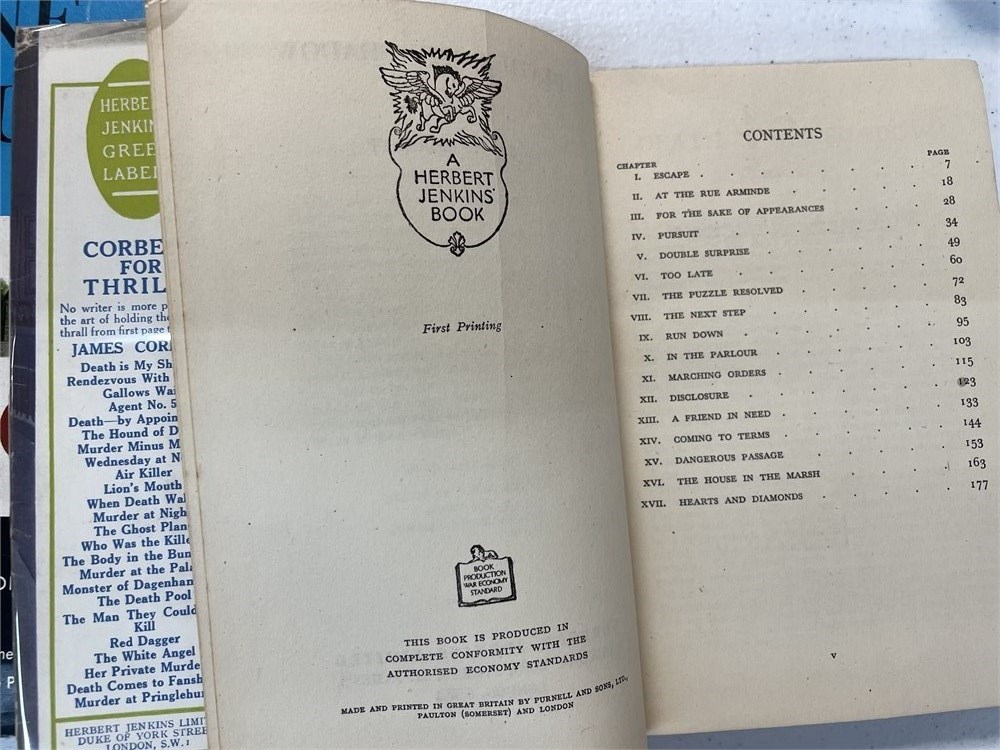 HERBE
JENKIN
GREE
LABEL
CORBE
FOR
THRIL
No writer is more p
the art of holding the
thrall from first page t
JAMES COR
Death is My Sh
Rendezvous With
Gallows Wai
Agent No. 5
Death—by Appoin
The Hound of D
Murder Minus M
Wednesday at N
Air Killer
Lion's Mouth
When Death Wal
Murder at Nigh
The Ghost Plan
Who Was the Kille
The Body in the Bun
Murder at the Pala
Monster of Dagenham
The Death Pool
The Man They Could
Kill
Red Dagger
The White Angel
Her Private Murde
Death Comes to Fansh
Murder at Pringlehur
HERBERT JENKINS LIMIT
DUKE OF YORK STREE
LONDON, S.W.1
A
HERBERT
JENKINS'
BOOK
First Printing
BOOK
PRODUCTION
WAR ECONOMY
STANDARD
THIS BOOK IS PRODUCED IN
COMPLETE CONFORMITY WITH THE
AUTHORISED ECONOMY STANDARDS
MADE AND PRINTED IN GREAT BRITAIN BY PURNELL AND SONS, LTD.,
PAULTON (SOMERSET) AND LONDON
CONTENTS
CHAPTER PAGE
I. ESCAPE . . . . . . . 7
II. AT THE RUE ARMINDE . . . . . 18
III. FOR THE SAKE OF APPEARANCES . . . . 28
IV. PURSUIT . . . . . . . 34
V. DOUBLE SURPRISE . . . . . . 49
VI. TOO LATE . . . . . . 60
VII. THE PUZZLE RESOLVED . . . . . 72
VIII. THE NEXT STEP . . . . . . 83
IX. RUN DOWN . . . . . . 95
X. IN THE PARLOUR . . . . . . 103
XI. MARCHING ORDERS . . . . . . 115
XII. DISCLOSURE . . . . . . 123
XIII. A FRIEND IN NEED . . . . . 133
XIV. COMING TO TERMS . . . . . 144
XV. DANGEROUS PASSAGE . . . . . 153
XVI. THE HOUSE IN THE MARSH . . . . 163
XVII. HEARTS AND DIAMONDS . . . . . 177
v